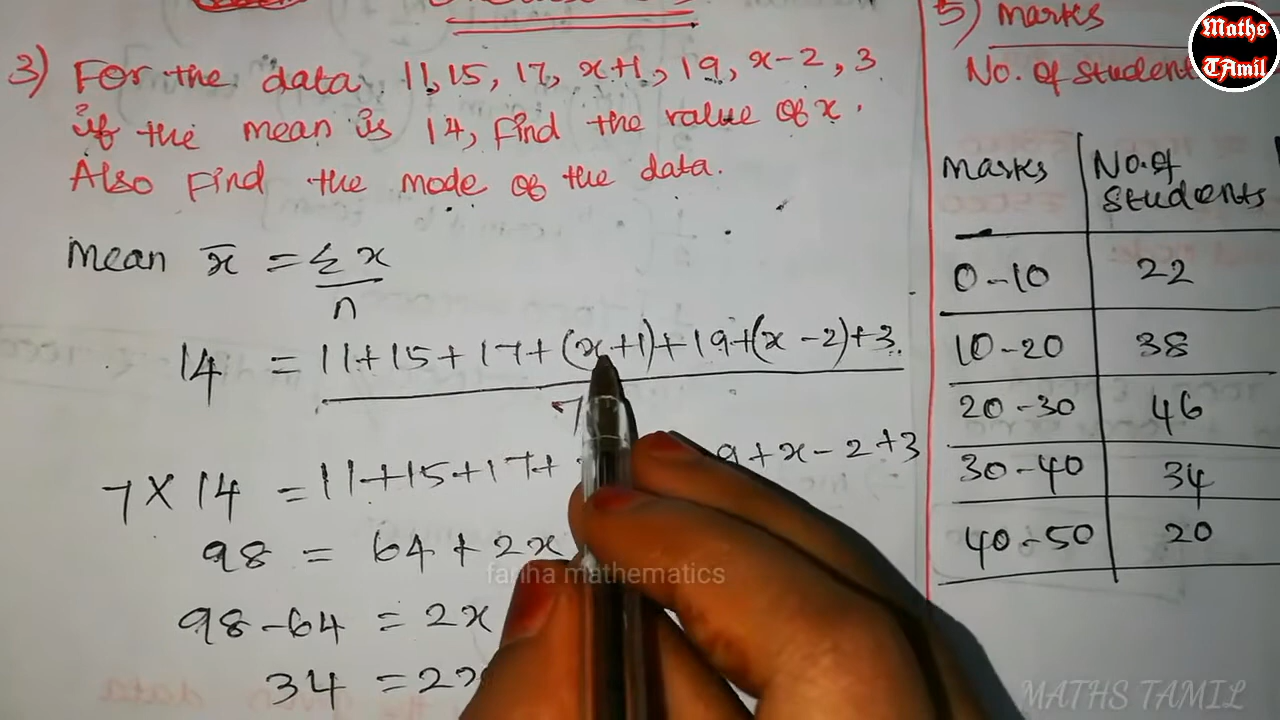 3) For the data 11, 15, 17, x+1, 19, x-2, 3
if the mean is 14, Find the value of x.
Also Find the mode of the data.
mean x̄ = Σx/n
14 = 11+15+17+(x+1)+19+(x-2)+3
7
7 X 14 = 11+15+17+ 9+x-2+3
98 = 64+2x
98-64 = 2x
34 = 2x
5) marks
No. of student
marks No. of students
0-10 22
10-20 38
20-30 46
30-40 34
40-50 20
Maths TAmil
fariha mathematics
MATHS TAMIL